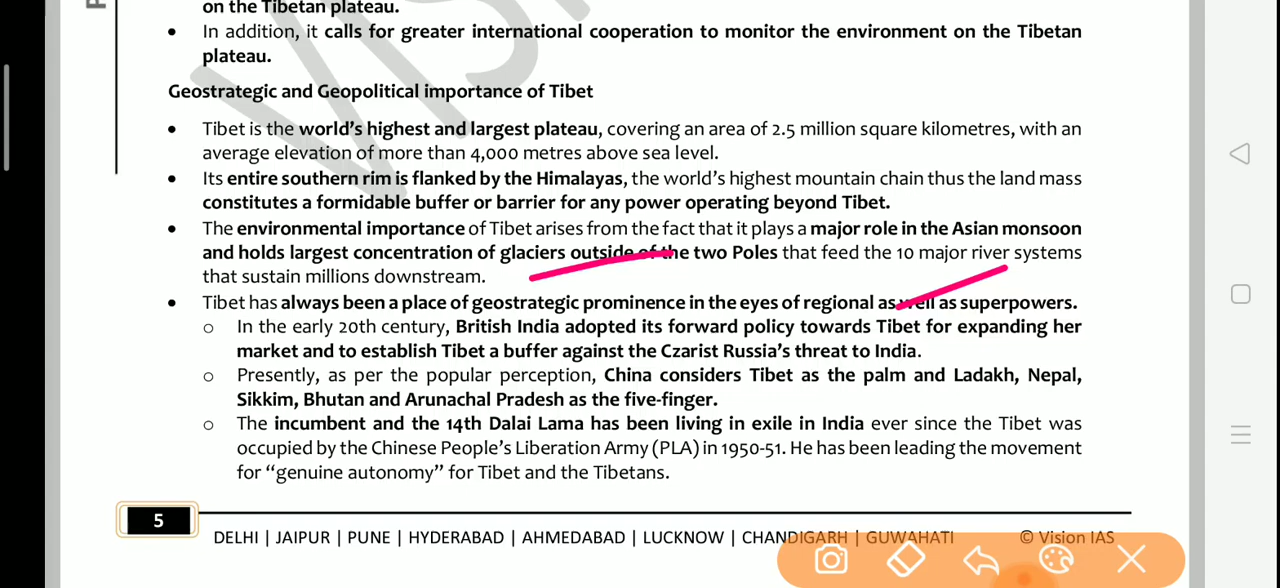 on the Tibetan plateau.
• In addition, it calls for greater international cooperation to monitor the environment on the Tibetan
plateau.
Geostrategic and Geopolitical importance of Tibet
• Tibet is the world's highest and largest plateau, covering an area of 2.5 million square kilometres, with an
average elevation of more than 4,000 metres above sea level.
• Its entire southern rim is flanked by the Himalayas, the world's highest mountain chain thus the land mass
constitutes a formidable buffer or barrier for any power operating beyond Tibet.
• The environmental importance of Tibet arises from the fact that it plays a major role in the Asian monsoon
and holds largest concentration of glaciers outside of the two Poles that feed the 10 major river systems
that sustain millions downstream.
• Tibet has always been a place of geostrategic prominence in the eyes of regional as well as superpowers.
o In the early 20th century, British India adopted its forward policy towards Tibet for expanding her
market and to establish Tibet a buffer against the Czarist Russia's threat to India.
o Presently, as per the popular perception, China considers Tibet as the palm and Ladakh, Nepal,
Sikkim, Bhutan and Arunachal Pradesh as the five-finger.
o The incumbent and the 14th Dalai Lama has been living in exile in India ever since the Tibet was
occupied by the Chinese People's Liberation Army (PLA) in 1950-51. He has been leading the movement
for "genuine autonomy" for Tibet and the Tibetans.
5
DELHI | JAIPUR | PUNE | HYDERABAD | AHMEDABAD | LUCKNOW | CHANDIGARH | GUWAHATI © Vision IAS